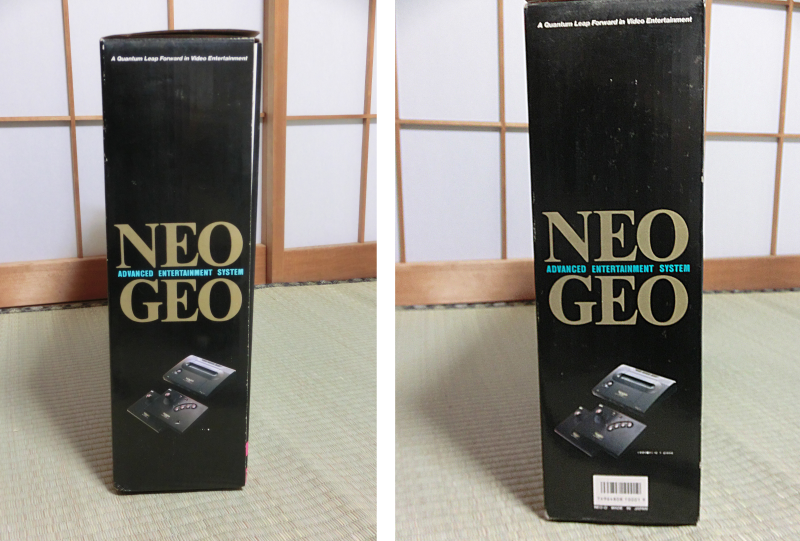 A Quantum Leap Forward in Video Entertainment
NEO
ADVANCED ENTERTAINMENT SYSTEM
GEO
A Quantum Leap Forward in Video Entertainment
NEO
ADVANCED ENTERTAINMENT SYSTEM
GEO
MADE IN JAPAN